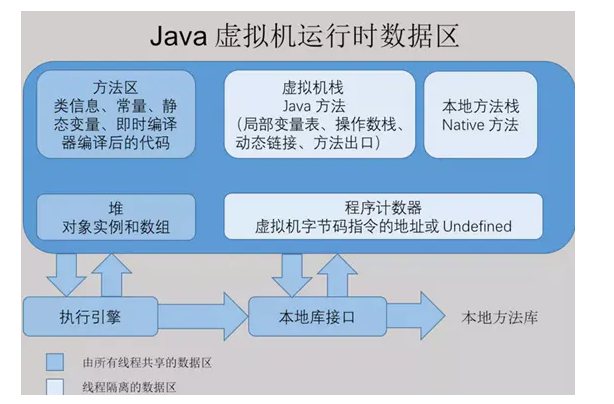 Java 虚拟机运行时数据区
方法区
类信息、常量、静
态变量、即时编译
器编译后的代码
虚拟机栈
Java 方法
（局部变量表、操作数栈、
动态链接、方法出口）
本地方法栈
Native 方法
堆
对象实例和数组
程序计数器
虚拟机字节码指令的地址或 Undefined
执行引擎
本地库接口
本地方法库
由所有线程共享的数据区
线程隔离的数据区